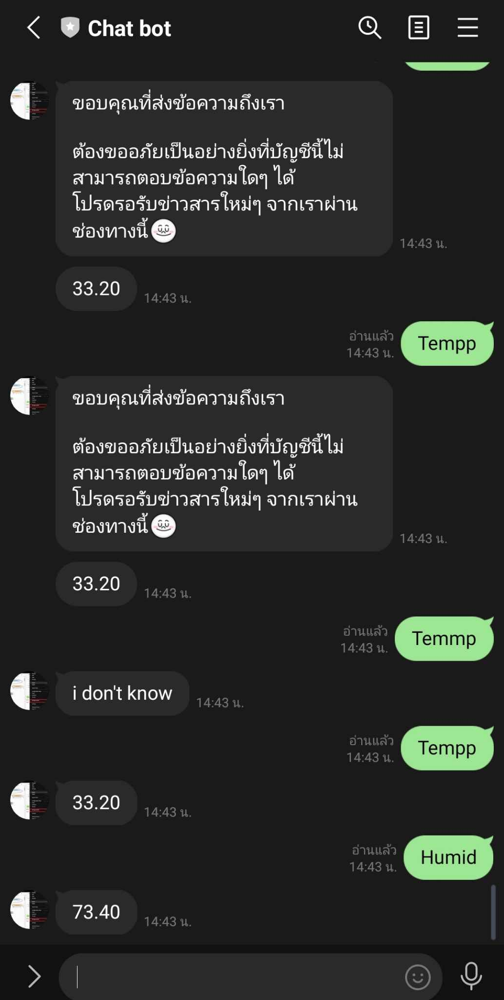 Chat bot
ขอบคุณที่ส่งข้อความถึงเรา
ต้องขออภัยเป็นอย่างยิ่งที่บัญชีนี้ไม่
สามารถตอบข้อความใดๆ ได้
โปรดรอรับข่าวสารใหม่ๆ จากเราผ่าน
ช่องทางนี้
14:43 น.
33.20
14:43 น.
อ่านแล้ว
14:43 น.
Tempp
ขอบคุณที่ส่งข้อความถึงเรา
ต้องขออภัยเป็นอย่างยิ่งที่บัญชีนี้ไม่
สามารถตอบข้อความใดๆ ได้
โปรดรอรับข่าวสารใหม่ๆ จากเราผ่าน
ช่องทางนี้
14:43 น.
33.20
14:43 น.
อ่านแล้ว
14:43 น.
Temmp
i don't know
14:43 น.
อ่านแล้ว
14:43 น.
Tempp
33.20
14:43 น.
อ่านแล้ว
14:43 น.
Humid
73.40
14:43 น.